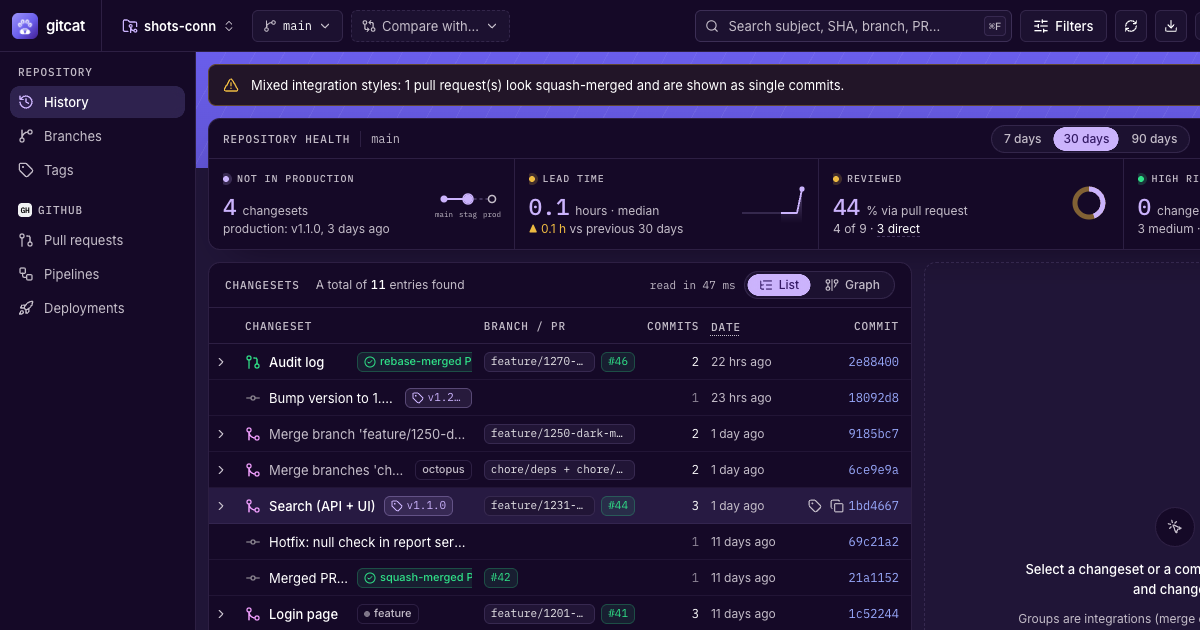 gitcat
shots-conn
main
Compare with...
Search subject, SHA, branch, PR...
⌘F
Filters
REPOSITORY
History
Branches
Tags
GH GITHUB
Pull requests
Pipelines
Deployments
Mixed integration styles: 1 pull request(s) look squash-merged and are shown as single commits.
REPOSITORY HEALTH main
7 days 30 days 90 days
NOT IN PRODUCTION
4 changesets
production: v1.1.0, 3 days ago
main stag prod
LEAD TIME
0.1 hours · median
▲ 0.1 h vs previous 30 days
REVIEWED
44 % via pull request
4 of 9 · 3 direct
HIGH RI
0 change
3 medium ·
CHANGESETS A total of 11 entries found
read in 47 ms List Graph
CHANGESET BRANCH / PR COMMITS DATE COMMIT
Audit log rebase-merged P feature/1270-… #46 2 22 hrs ago 2e88400
Bump version to 1.... v1.2… 1 23 hrs ago 18092d8
Merge branch 'feature/1250-d... feature/1250-dark-m… 2 1 day ago 9185bc7
Merge branches 'ch... octopus chore/deps + chore/… 2 1 day ago 6ce9e9a
Search (API + UI) v1.1.0 feature/1231-… #44 3 1 day ago 1bd4667
Hotfix: null check in report ser... 1 11 days ago 69c21a2
Merged PR... squash-merged P #42 1 11 days ago 21a1152
Login page feature feature/1201-… #41 3 11 days ago 1c52244
Select a changeset or a com
and chang
Groups are integrations (merge